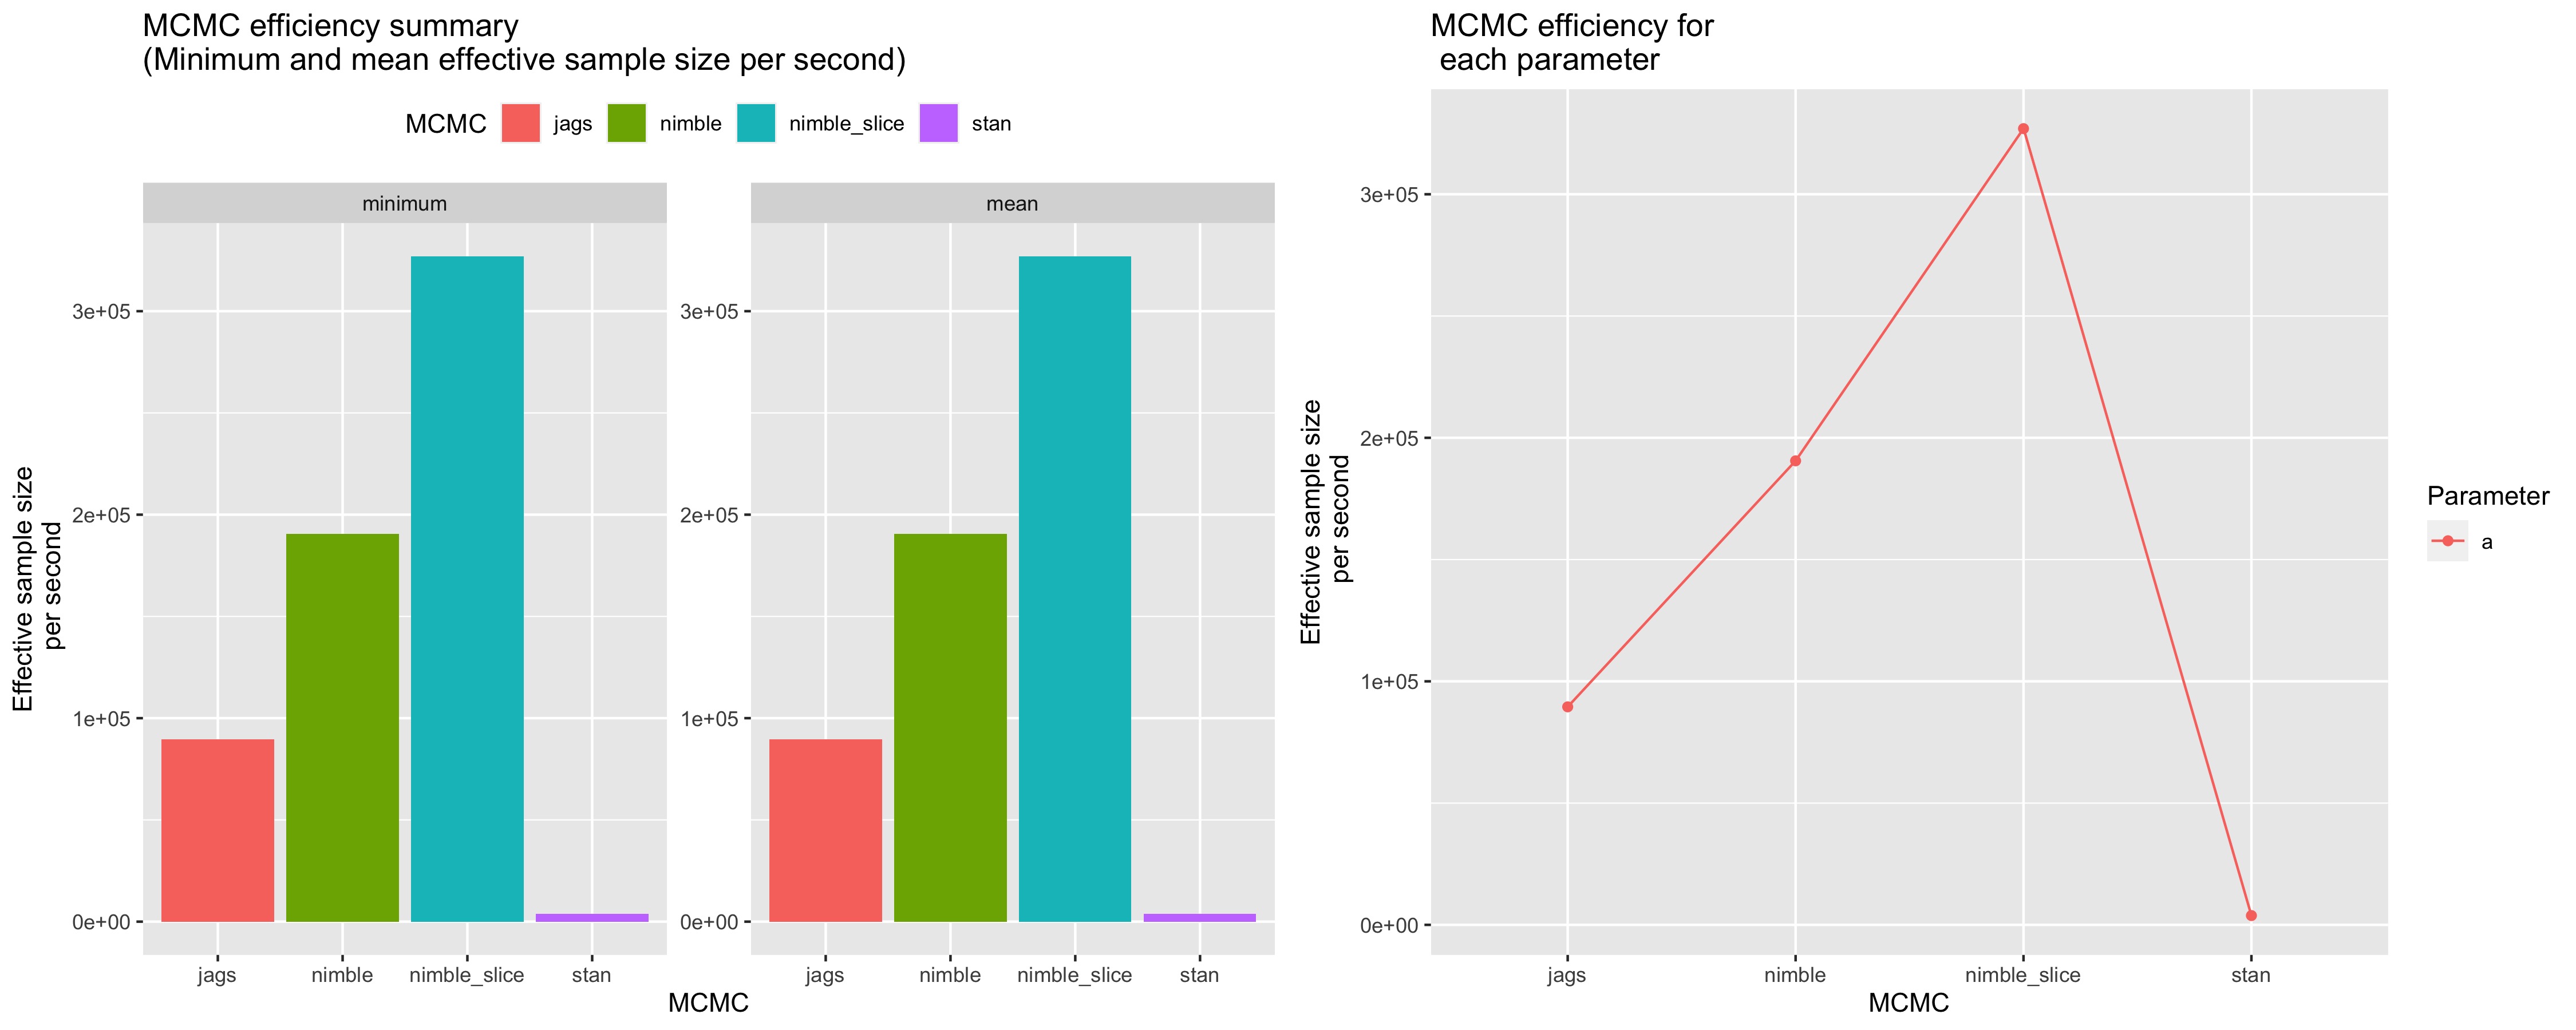 MCMC efficiency summary
(Minimum and mean effective sample size per second)
MCMC jags nimble nimble_slice stan
minimum
mean
Effective sample size
per second
3e+05
2e+05
1e+05
0e+00
3e+05
2e+05
1e+05
0e+00
jags nimble nimble_slice stan
jags nimble nimble_slice stan
MCMC
MCMC efficiency for
each parameter
Effective sample size
per second
3e+05
2e+05
1e+05
0e+00
jags nimble nimble_slice stan
MCMC
Parameter
a